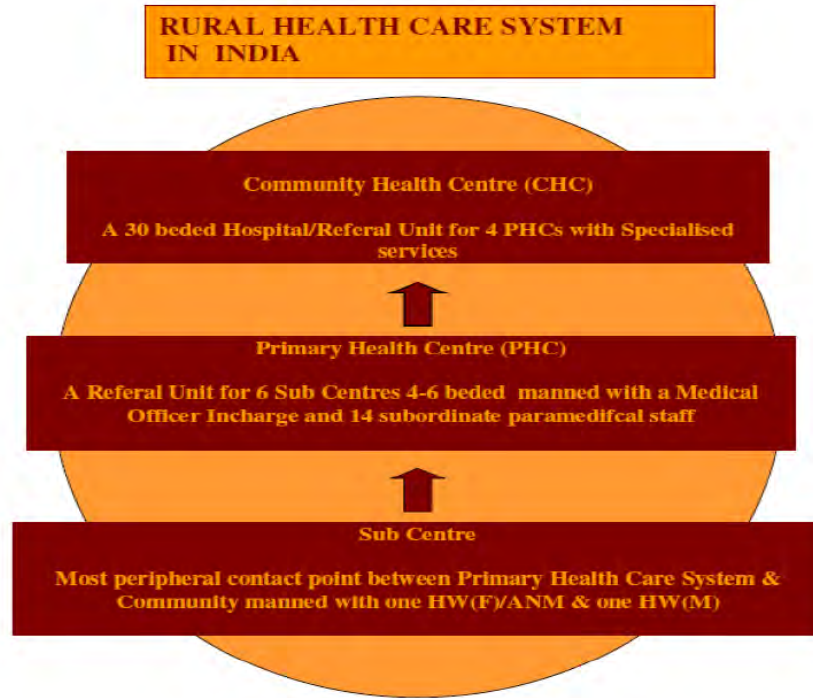 RURAL HEALTH CARE SYSTEM
IN INDIA
Community Health Centre (CHC)
A 30 beded Hospital/Referal Unit for 4 PHCs with Specialised
services
Primary Health Centre (PHC)
A Referal Unit for 6 Sub Centres 4-6 beded manned with a Medical
Officer Incharge and 14 subordinate paramedifcal staff
Sub Centre
Most peripheral contact point between Primary Health Care System &
Community manned with one HW(F)/ANM & one HW(M)